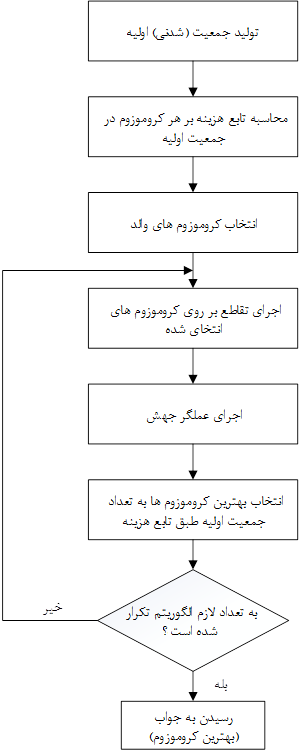 تولید جمعیت (شدنی) اولیه
محاسبه تابع هزینه بر هر کروموزوم در
جمعیت اولیه
انتخاب کروموزوم های والد
اجرای تقاطع بر روی کروموزوم های
انتخای شده
اجرای عملگر جهش
انتخاب بهترین کروموزوم ها به تعداد
جمعیت اولیه طبق تابع هزینه
به تعداد لازم الگوریتم تکرار
شده است ؟
خیر
بله
رسیدن به جواب
(بهترین کروموزوم)